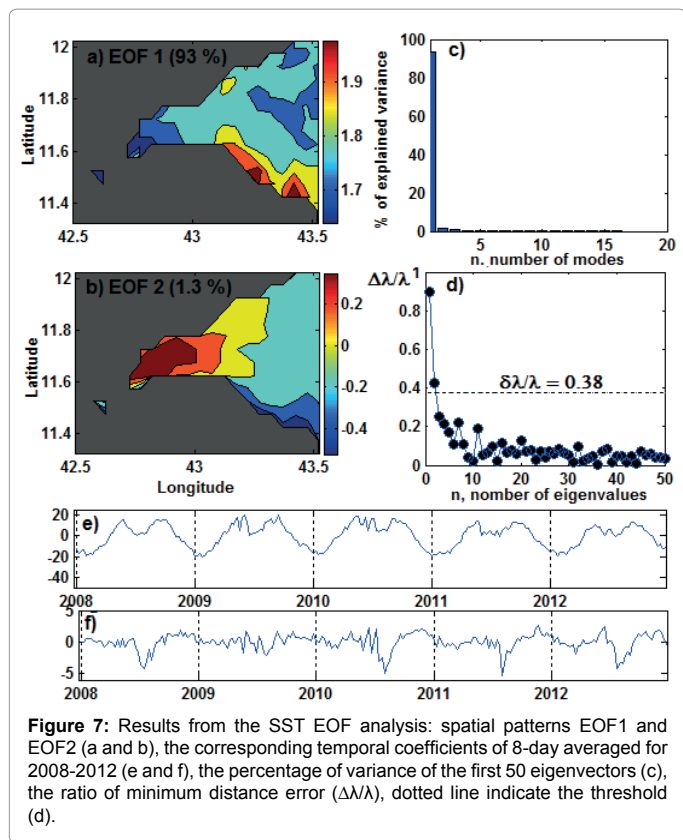 a) EOF 1 (93 %)
12
11.8
11.6
11.4
Latitude
42.5 43 43.5
1.9
1.8
1.7
c)
100
80
60
40
20
0
% of explained variance
5 10 15 20
n. number of modes
b) EOF 2 (1.3 %)
12
11.8
11.6
11.4
Latitude
42.5 43 43.5
Longitude
0.2
0
-0.2
-0.4
Δλ/λ
d)
1
0.8
0.6
0.4
0.2
0
δλ/λ = 0.38
0 10 20 30 40 50
n, number of eigenvalues
e)
20
0
-20
-40
2008 2009 2010 2011 2012
f)
5
0
-5
2008 2009 2010 2011 2012
Figure 7: Results from the SST EOF analysis: spatial patterns EOF1 and
EOF2 (a and b), the corresponding temporal coefficients of 8-day averaged for
2008-2012 (e and f), the percentage of variance of the first 50 eigenvectors (c),
the ratio of minimum distance error (Δλ/λ), dotted line indicate the threshold
(d).